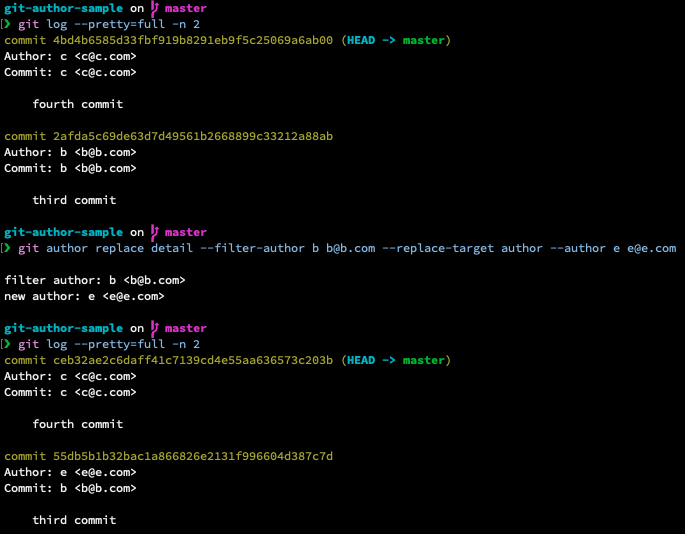 git-author-sample on master
❯ git log --pretty=full -n 2
commit 4bd4b6585d33fbf919b8291eb9f5c25069a6ab00 (HEAD -> master)
Author: c <c@c.com>
Commit: c <c@c.com>
fourth commit
commit 2afda5c69de63d7d49561b2668899c33212a88ab
Author: b <b@b.com>
Commit: b <b@b.com>
third commit
git-author-sample on master
❯ git author replace detail --filter-author b b@b.com --replace-target author --author e e@e.com
filter author: b <b@b.com>
new author: e <e@e.com>
git-author-sample on master
❯ git log --pretty=full -n 2
commit ceb32ae2c6daff41c7139cd4e55aa636573c203b (HEAD -> master)
Author: c <c@c.com>
Commit: c <c@c.com>
fourth commit
commit 55db5b1b32bac1a866826e2131f996604d387c7d
Author: e <e@e.com>
Commit: b <b@b.com>
third commit